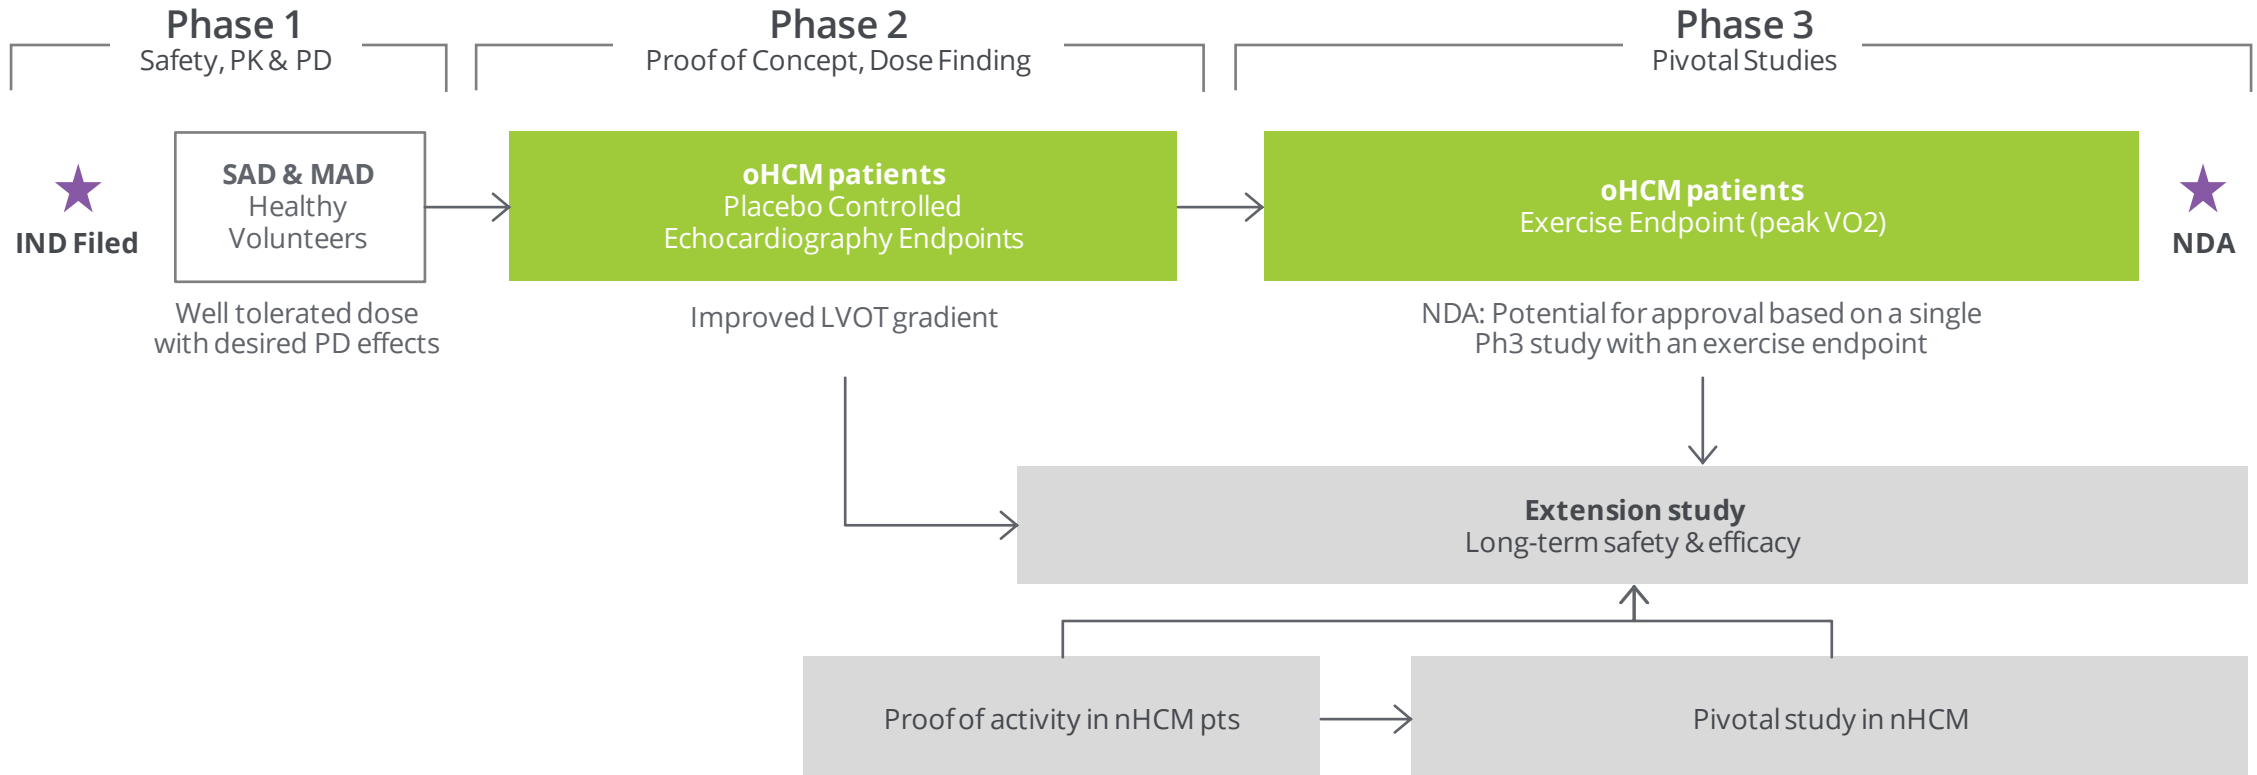 Phase 1
Safety, PK & PD
Phase 2
Proof of Concept, Dose Finding
Phase 3
Pivotal Studies
IND Filed
SAD & MAD
Healthy
Volunteers
oHCM patients
Placebo Controlled
Echocardiography Endpoints
oHCM patients
Exercise Endpoint (peak VO2)
NDA
Well tolerated dose
with desired PD effects
Improved LVOT gradient
NDA: Potential for approval based on a single
Ph3 study with an exercise endpoint
Extension study
Long-term safety & efficacy
Proof of activity in nHCM pts
Pivotal study in nHCM